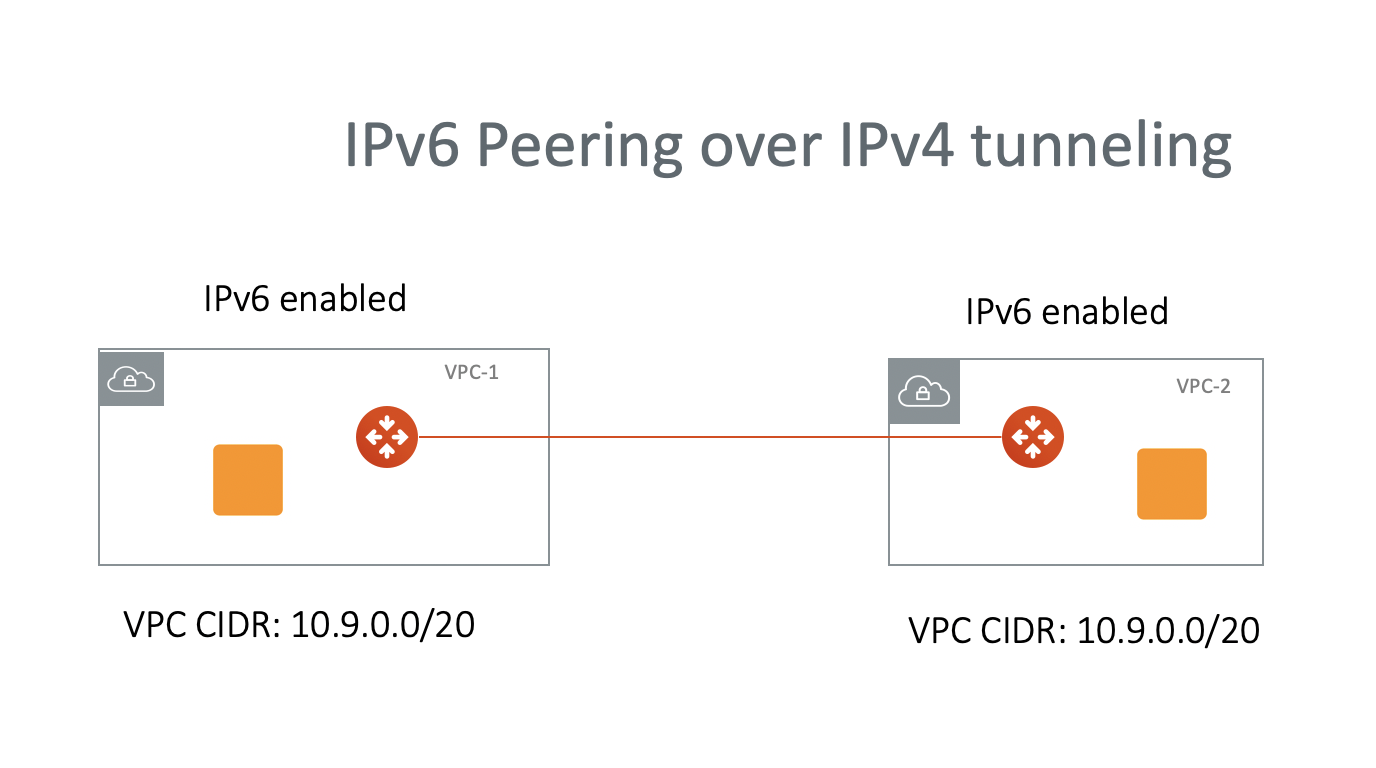 IPv6 Peering over IPv4 tunneling
IPv6 enabled
IPv6 enabled
VPC-1
VPC-2
VPC CIDR: 10.9.0.0/20
VPC CIDR: 10.9.0.0/20